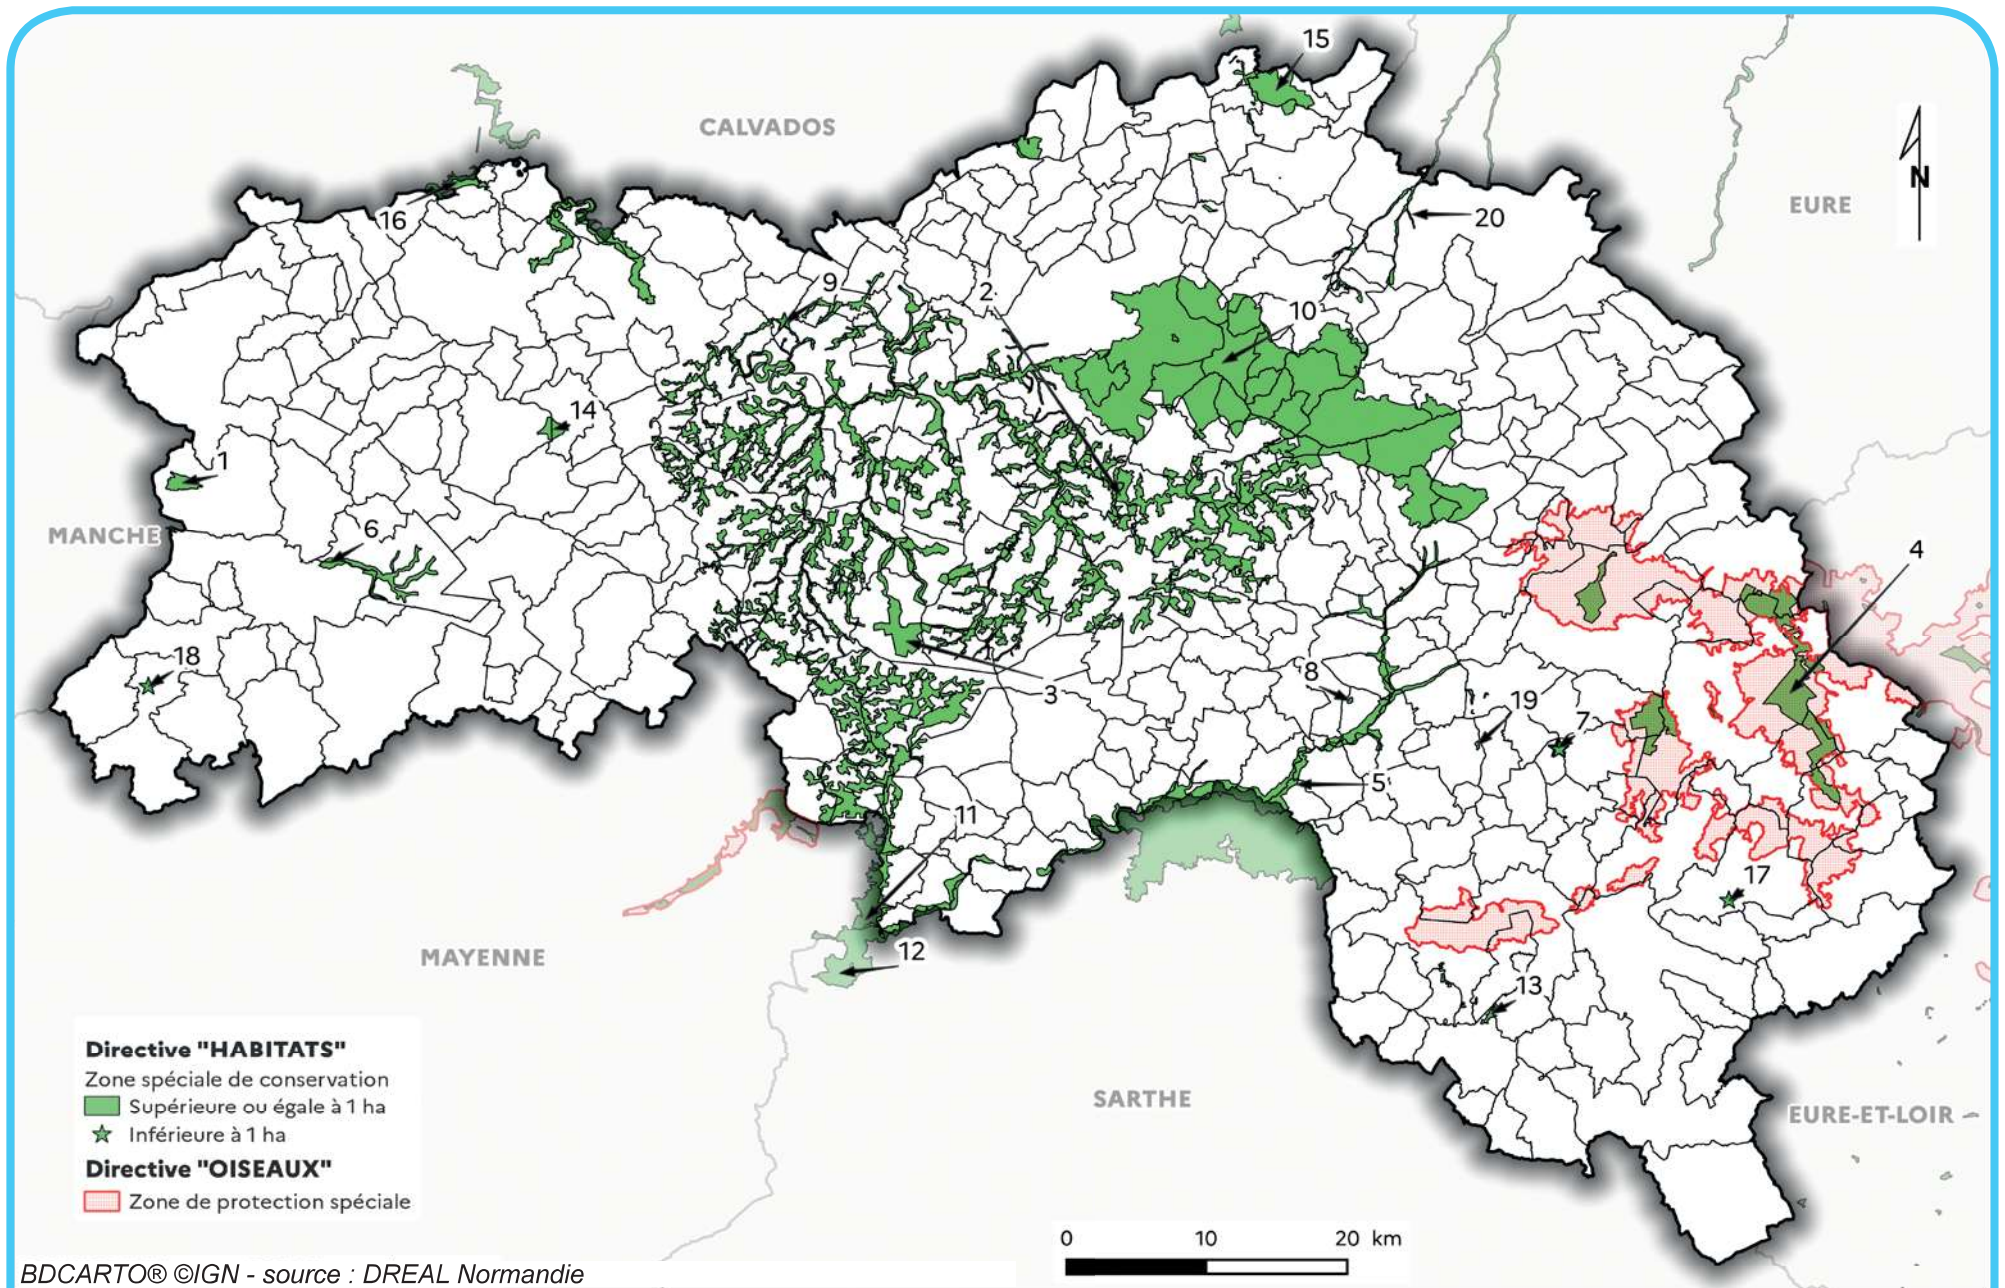 15
CALVADOS
N
EURE
16
20
9
2
10
14
1
MANCHE
6
4
18
8
3
19
7
5
11
17
12
MAYENNE
13
Directive "HABITATS"
Zone spéciale de conservation
Supérieure ou égale à 1 ha
Inférieure à 1 ha
Directive "OISEAUX"
Zone de protection spéciale
SARTHE
EURE-ET-LOIR
0 10 20 km
BDCARTO® ©IGN - source : DREAL Normandie